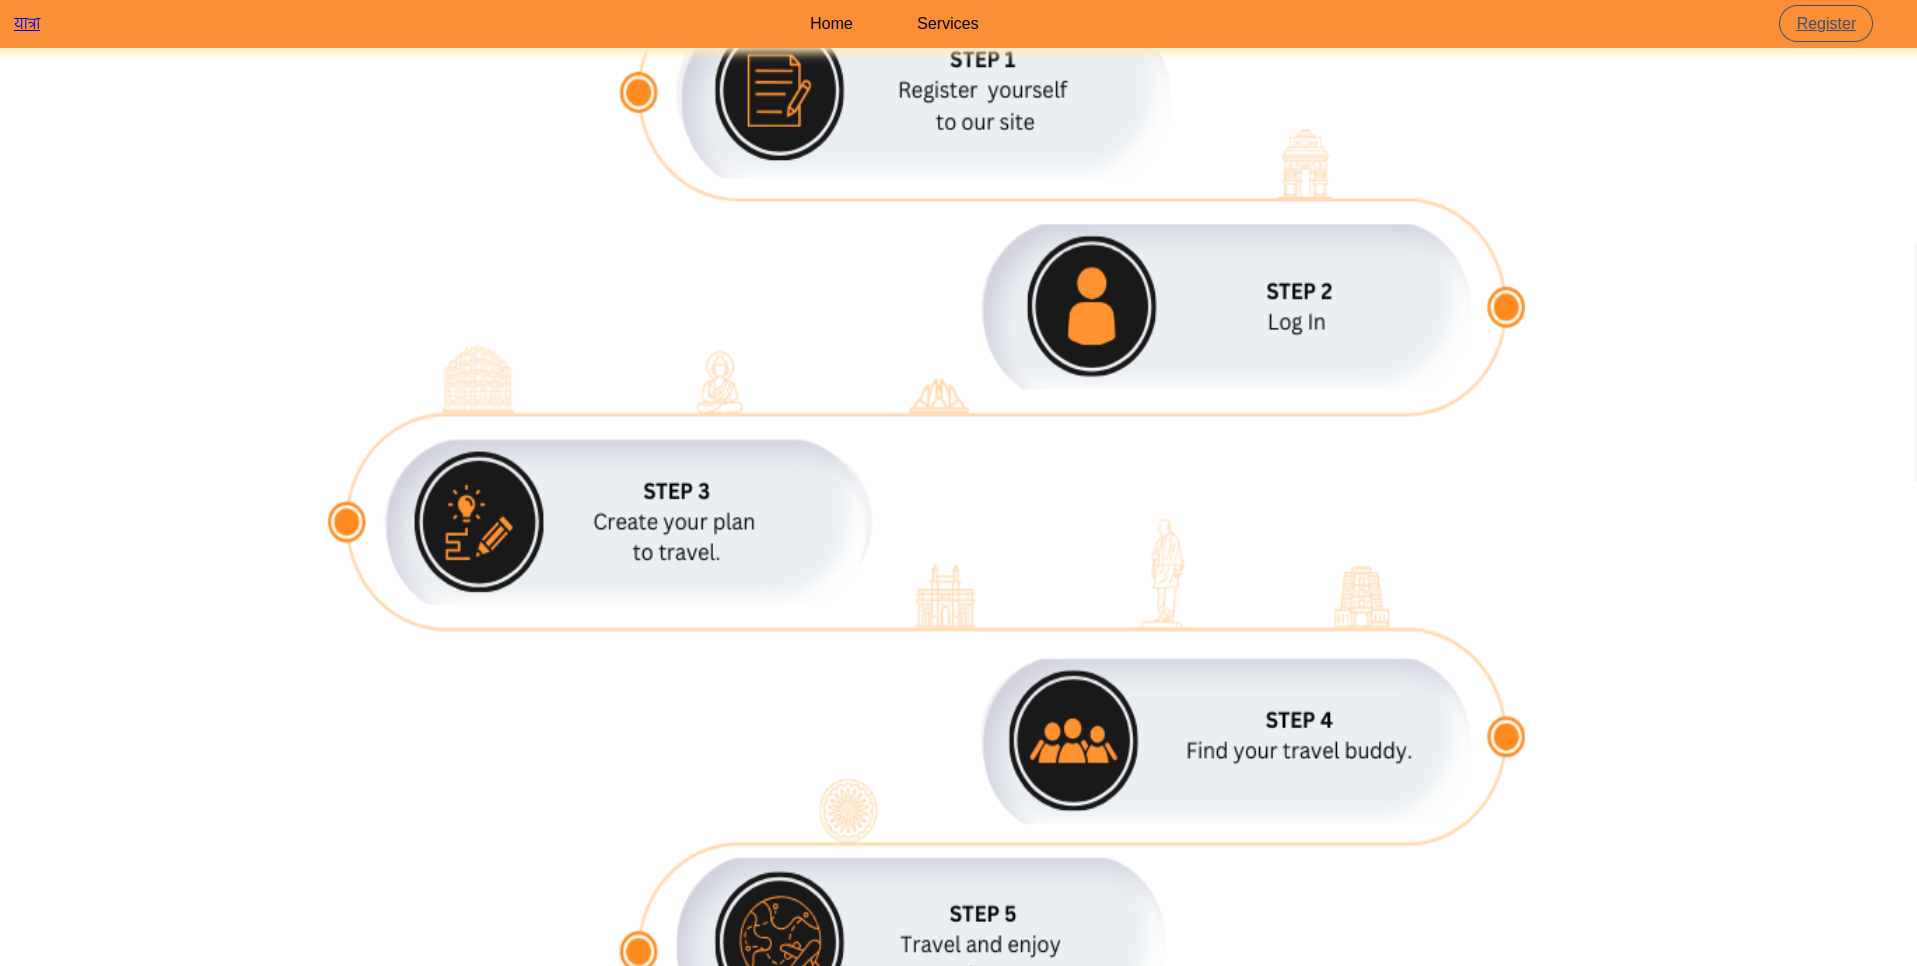 यात्रा
Home
Services
Register
STEP 1
Register yourself
to our site
STEP 2
Log In
STEP 3
Create your plan
to travel.
STEP 4
Find your travel buddy.
STEP 5
Travel and enjoy